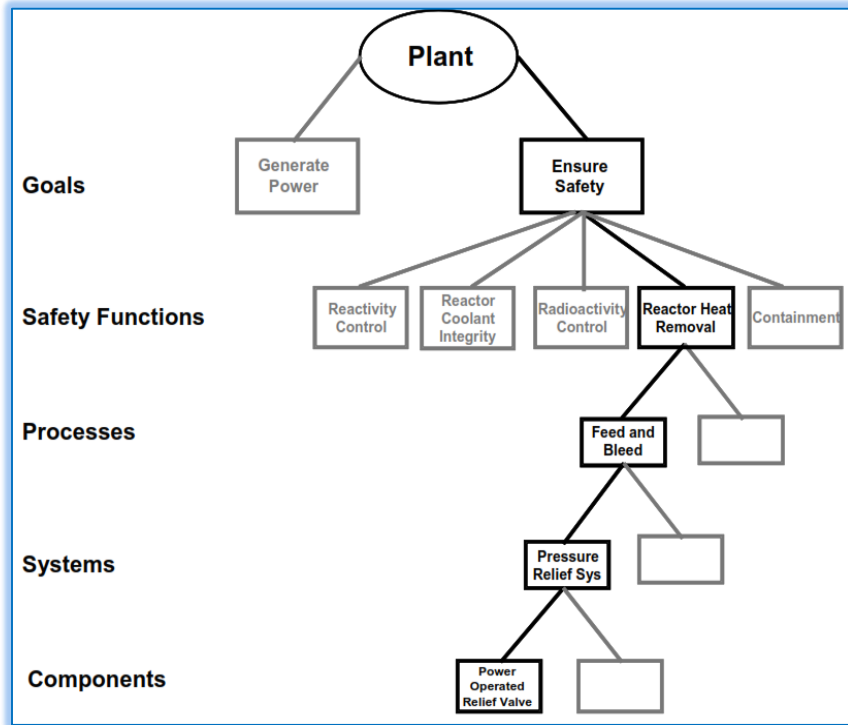 Plant
Goals
Generate
Power
Ensure
Safety
Safety Functions
Reactivity
Control
Reactor
Coolant
Integrity
Radioactivity
Control
Reactor Heat
Removal
Containment
Processes
Feed and
Bleed
Systems
Pressure
Relief Sys
Components
Power
Operated
Relief Valve